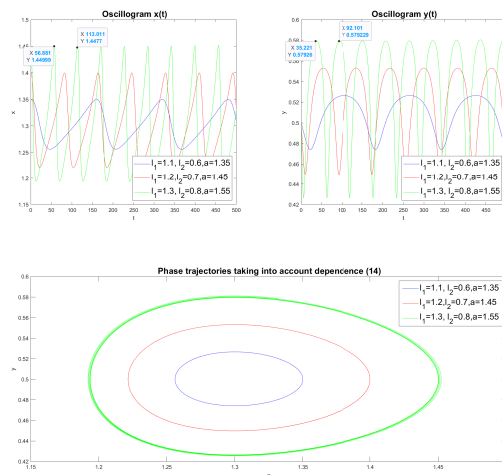 Oscillogram x(t)
X 56.881
Y 1.44999
X 113.011
Y 1.4477
1.5
1.45
1.4
1.35
1.3
1.25
1.2
1.15
x
0 50 100 150 200 250 300 350 400 450 500
t
I1=1.1, I2=0.6,a=1.35
I1=1.2,I2=0.7,a=1.45
I1=1.3, I2=0.8,a=1.55
Oscillogram y(t)
X 35.221
Y 0.57926
X 92.101
Y 0.579229
0.6
0.58
0.56
0.54
0.52
0.5
0.48
0.46
0.44
0.42
y
0 50 100 150 200 250 300 350 400 450 500
t
I1=1.1, I2=0.6,a=1.35
I1=1.2,I2=0.7,a=1.45
I1=1.3, I2=0.8,a=1.55
Phase trajectories taking into account depencence (14)
0.6
0.58
0.56
0.54
0.52
0.5
0.48
0.46
0.44
0.42
y
1.15 1.2 1.25 1.3 1.35 1.4 1.45
I1=1.1, I2=0.6,a=1.35
I1=1.2,I2=0.7,a=1.45
I1=1.3, I2=0.8,a=1.55